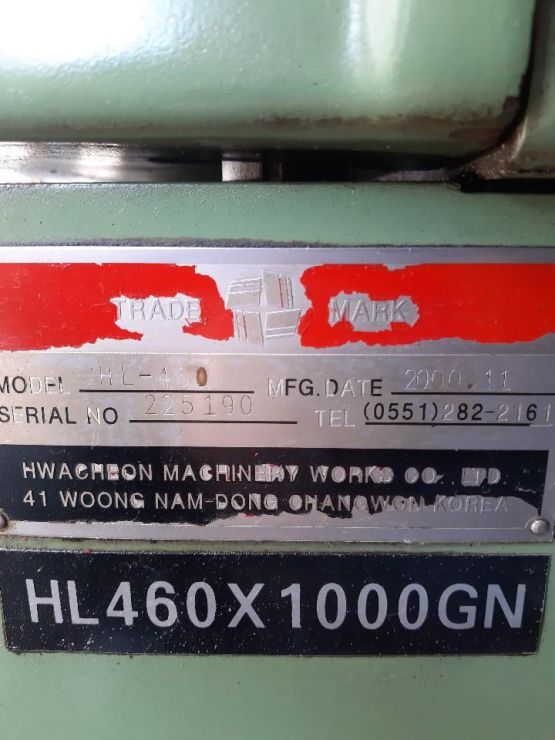 TRADE MARK
MODEL HL-460 MFG.DATE 2000.11
SERIAL NO 225190 TEL (0551)282-2161
HWACHEON MACHINERY WORKS CO. LTD
41 WOONG NAM-DONG CHANGWON KOREA
HL460X1000GN